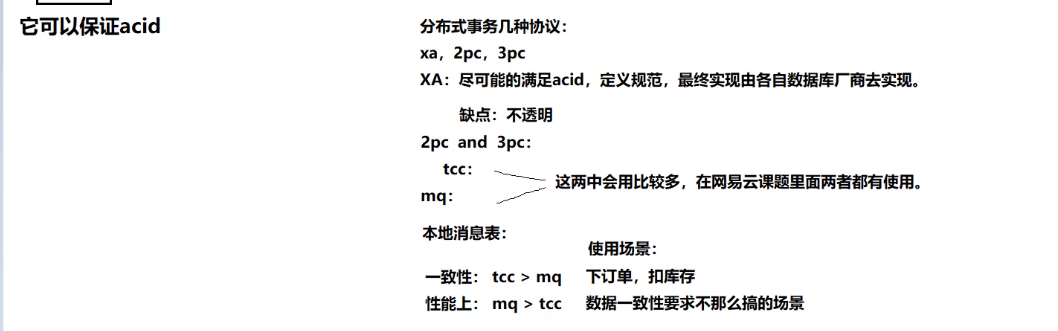 它可以保证acid
分布式事务几种协议：
xa，2pc，3pc
XA：尽可能的满足acid，定义规范，最终实现由各自数据库厂商去实现。
缺点：不透明
2pc and 3pc：
tcc：
这两中会用比较多，在网易云课题里面两者都有使用。
mq：
本地消息表：
使用场景：
一致性： tcc > mq 下订单，扣库存
性能上： mq > tcc 数据一致性要求不那么搞的场景